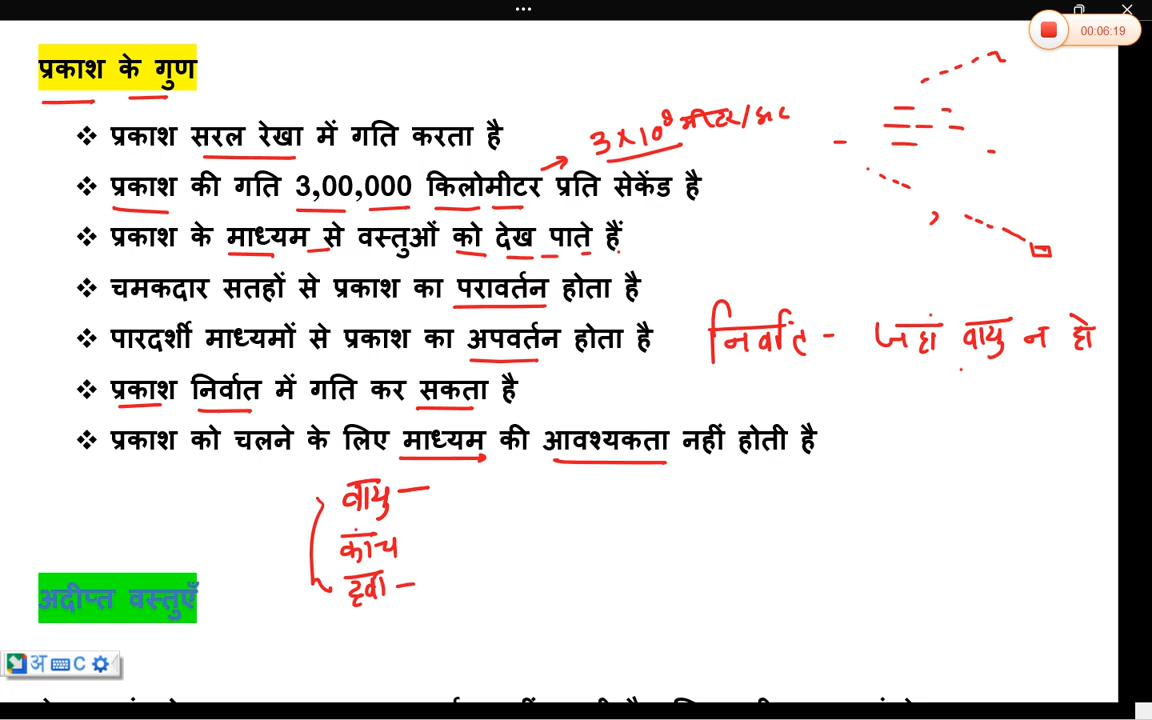 00:06:19
प्रकाश के गुण
❖ प्रकाश सरल रेखा में गति करता है
3 × 10⁸ मीटर/
❖ प्रकाश की गति 3,00,000 किलोमीटर प्रति सेकेंड है
❖ प्रकाश के माध्यम से वस्तुओं को देख पाते हैं
❖ चमकदार सतहों से प्रकाश का परावर्तन होता है
❖ पारदर्शी माध्यमों से प्रकाश का अपवर्तन होता है
निर्वात - जहां वायु न हो
❖ प्रकाश निर्वात में गति कर सकता है
❖ प्रकाश को चलने के लिए माध्यम की आवश्यकता नहीं होती है
वायु
कांच
अदीप्त वस्तुएँ
अ C